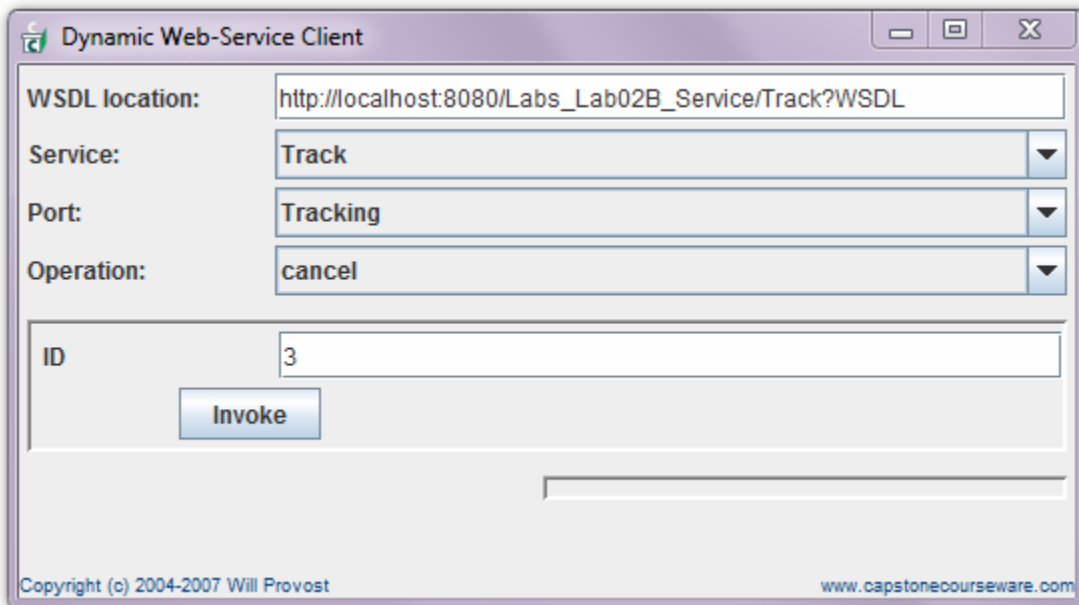 Dynamic Web-Service Client
WSDL location: http://localhost:8080/Labs_Lab02B_Service/Track?WSDL
Service: Track
Port: Tracking
Operation: cancel
ID 3
Invoke
Copyright (c) 2004-2007 Will Provost www.capstonecourseware.com